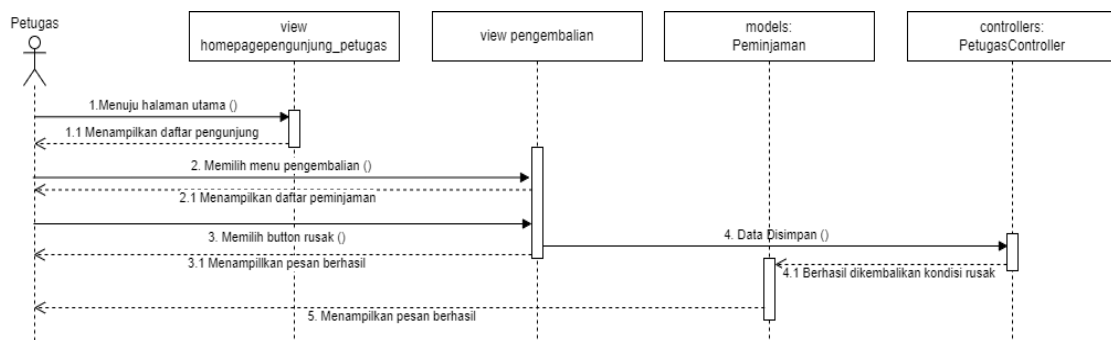 Petugas
view
homepagepengunjung_petugas
view pengembalian
models:
Peminjaman
controllers:
PetugasController
1.Menuju halaman utama ()
1.1 Menampilkan daftar pengunjung
2. Memilih menu pengembalian ()
2.1 Menampilkan daftar peminjaman
3. Memilih button rusak ()
4. Data Disimpan ()
3.1 Menampillkan pesan berhasil
4.1 Berhasil dikembalikan kondisi rusak
5. Menampilkan pesan berhasil